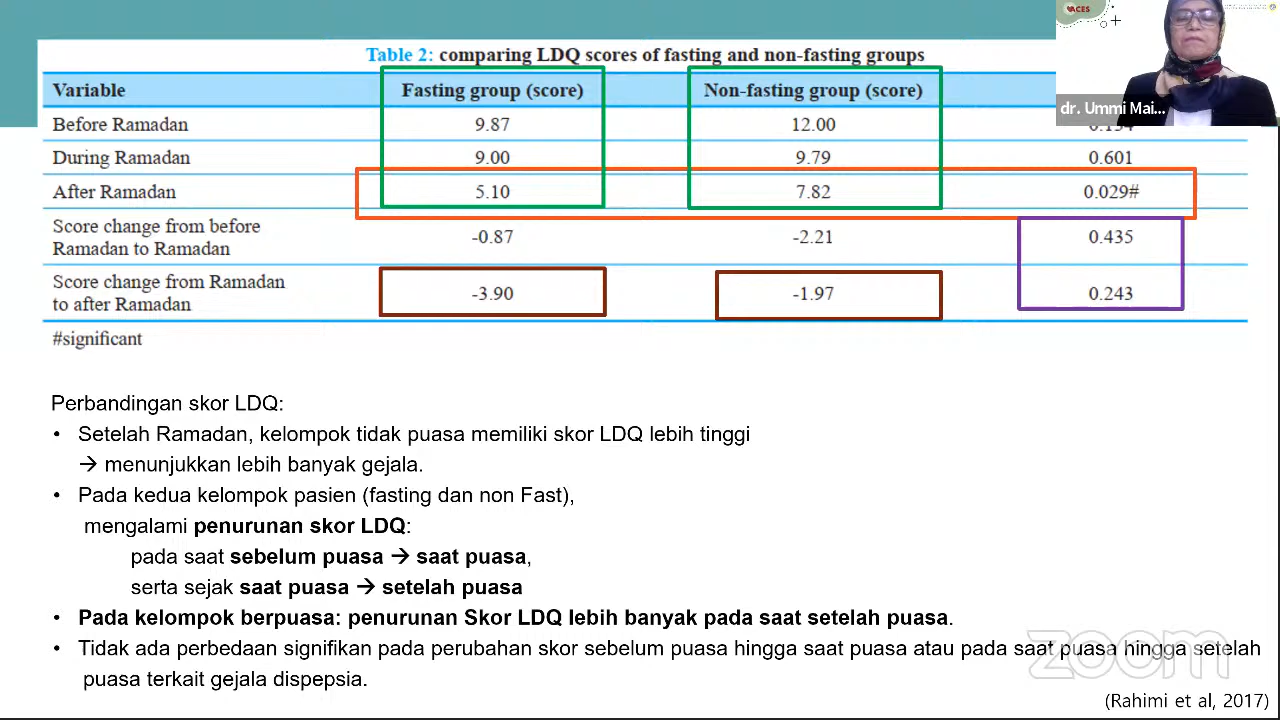 ACES
dr. Ummi Mai...
Table 2: comparing LDQ scores of fasting and non-fasting groups
Variable Fasting group (score) Non-fasting group (score)
Before Ramadan 9.87 12.00
During Ramadan 9.00 9.79 0.601
After Ramadan 5.10 7.82 0.029#
Score change from before
Ramadan to Ramadan -0.87 -2.21 0.435
Score change from Ramadan
to after Ramadan -3.90 -1.97 0.243
#significant
Perbandingan skor LDQ:
• Setelah Ramadan, kelompok tidak puasa memiliki skor LDQ lebih tinggi
→ menunjukkan lebih banyak gejala.
• Pada kedua kelompok pasien (fasting dan non Fast),
mengalami penurunan skor LDQ:
pada saat sebelum puasa → saat puasa,
serta sejak saat puasa → setelah puasa
• Pada kelompok berpuasa: penurunan Skor LDQ lebih banyak pada saat setelah puasa.
• Tidak ada perbedaan signifikan pada perubahan skor sebelum puasa hingga saat puasa atau pada saat puasa hingga setelah
puasa terkait gejala dispepsia.
zoom
(Rahimi et al, 2017)